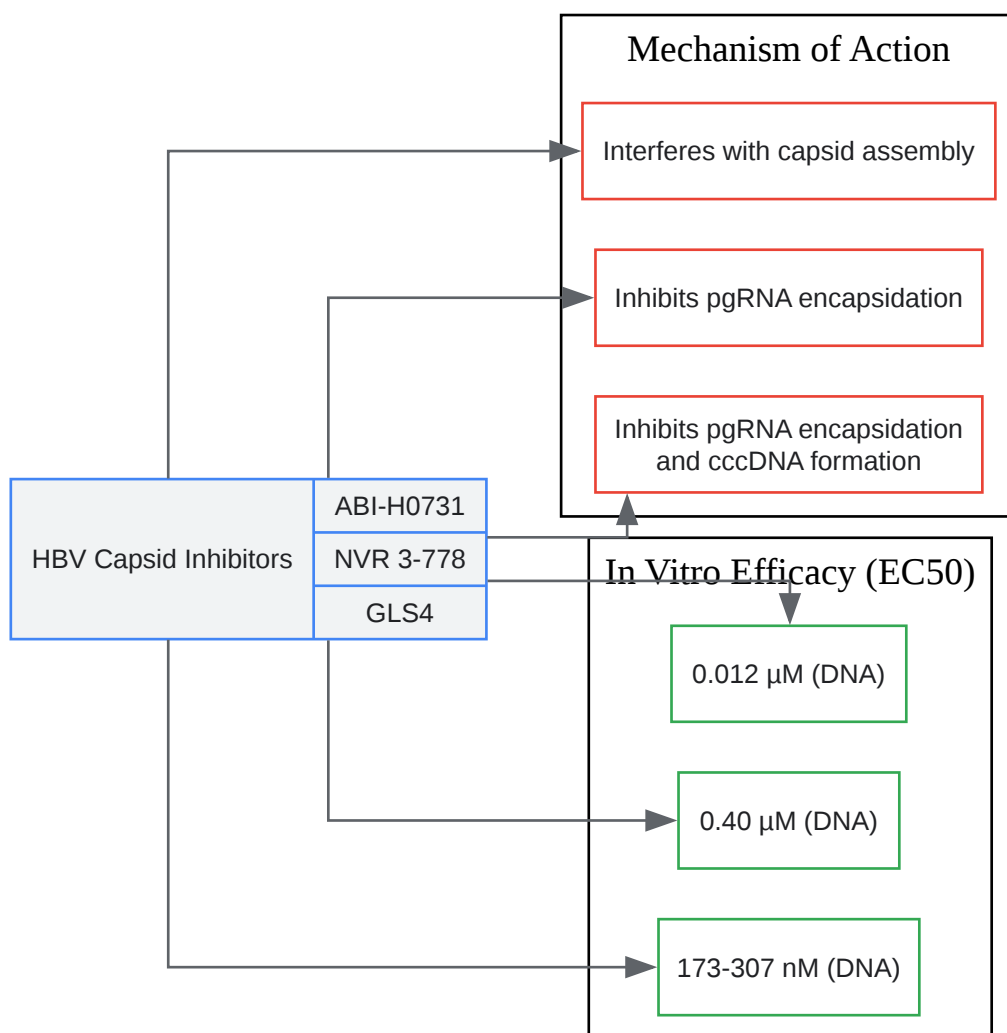 Mechanism of Action
Interferes with capsid assembly
Inhibits pgRNA encapsidation
Inhibits pgRNA encapsidation
and cccDNA formation
HBV Capsid Inhibitors
ABI-H0731
NVR 3-778
GLS4
In Vitro Efficacy (EC50)
0.012 µM (DNA)
0.40 µM (DNA)
173-307 nM (DNA)